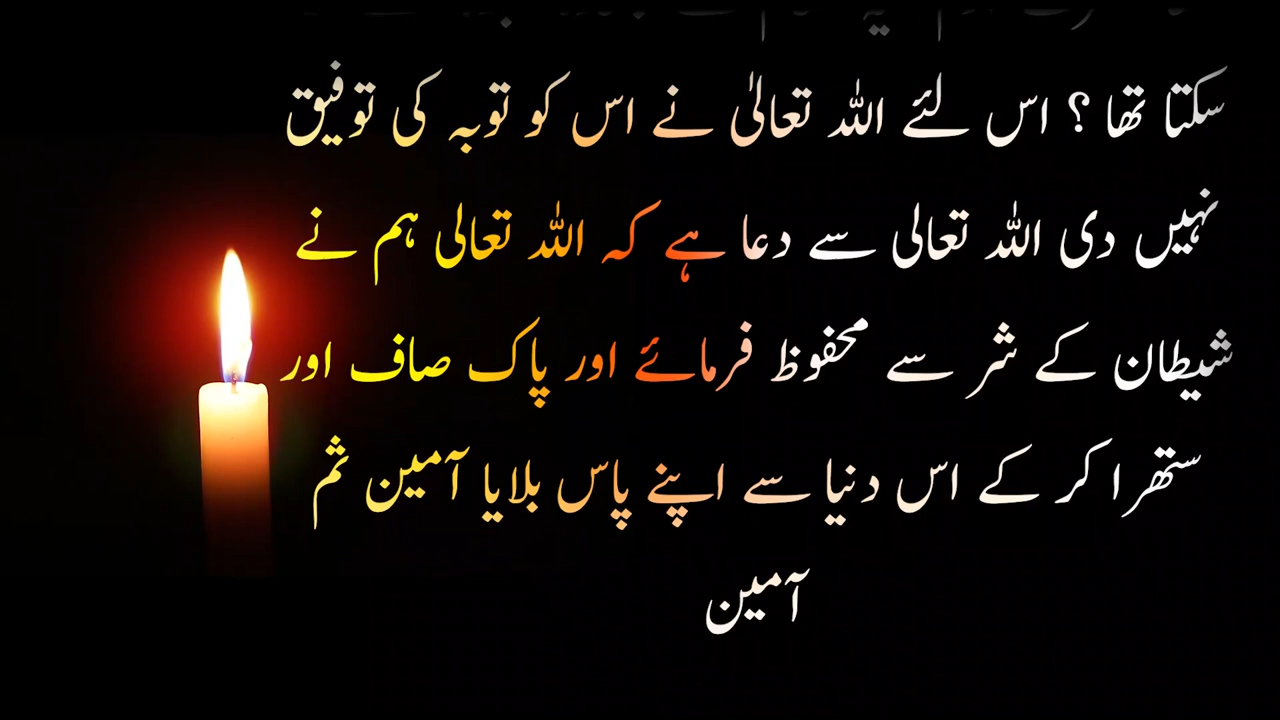 سکتا تھا ؟ اس لئے اللہ تعالیٰ نے اس کو توبہ کی توفیق
نہیں دی اللہ تعالی سے دعا ہے کہ اللہ تعالی ہم نے
شیطان کے شر سے محفوظ فرمائے اور پاک صاف اور
ستھرا کر کے اس دنیا سے اپنے پاس بلایا آمین ثم
آمین